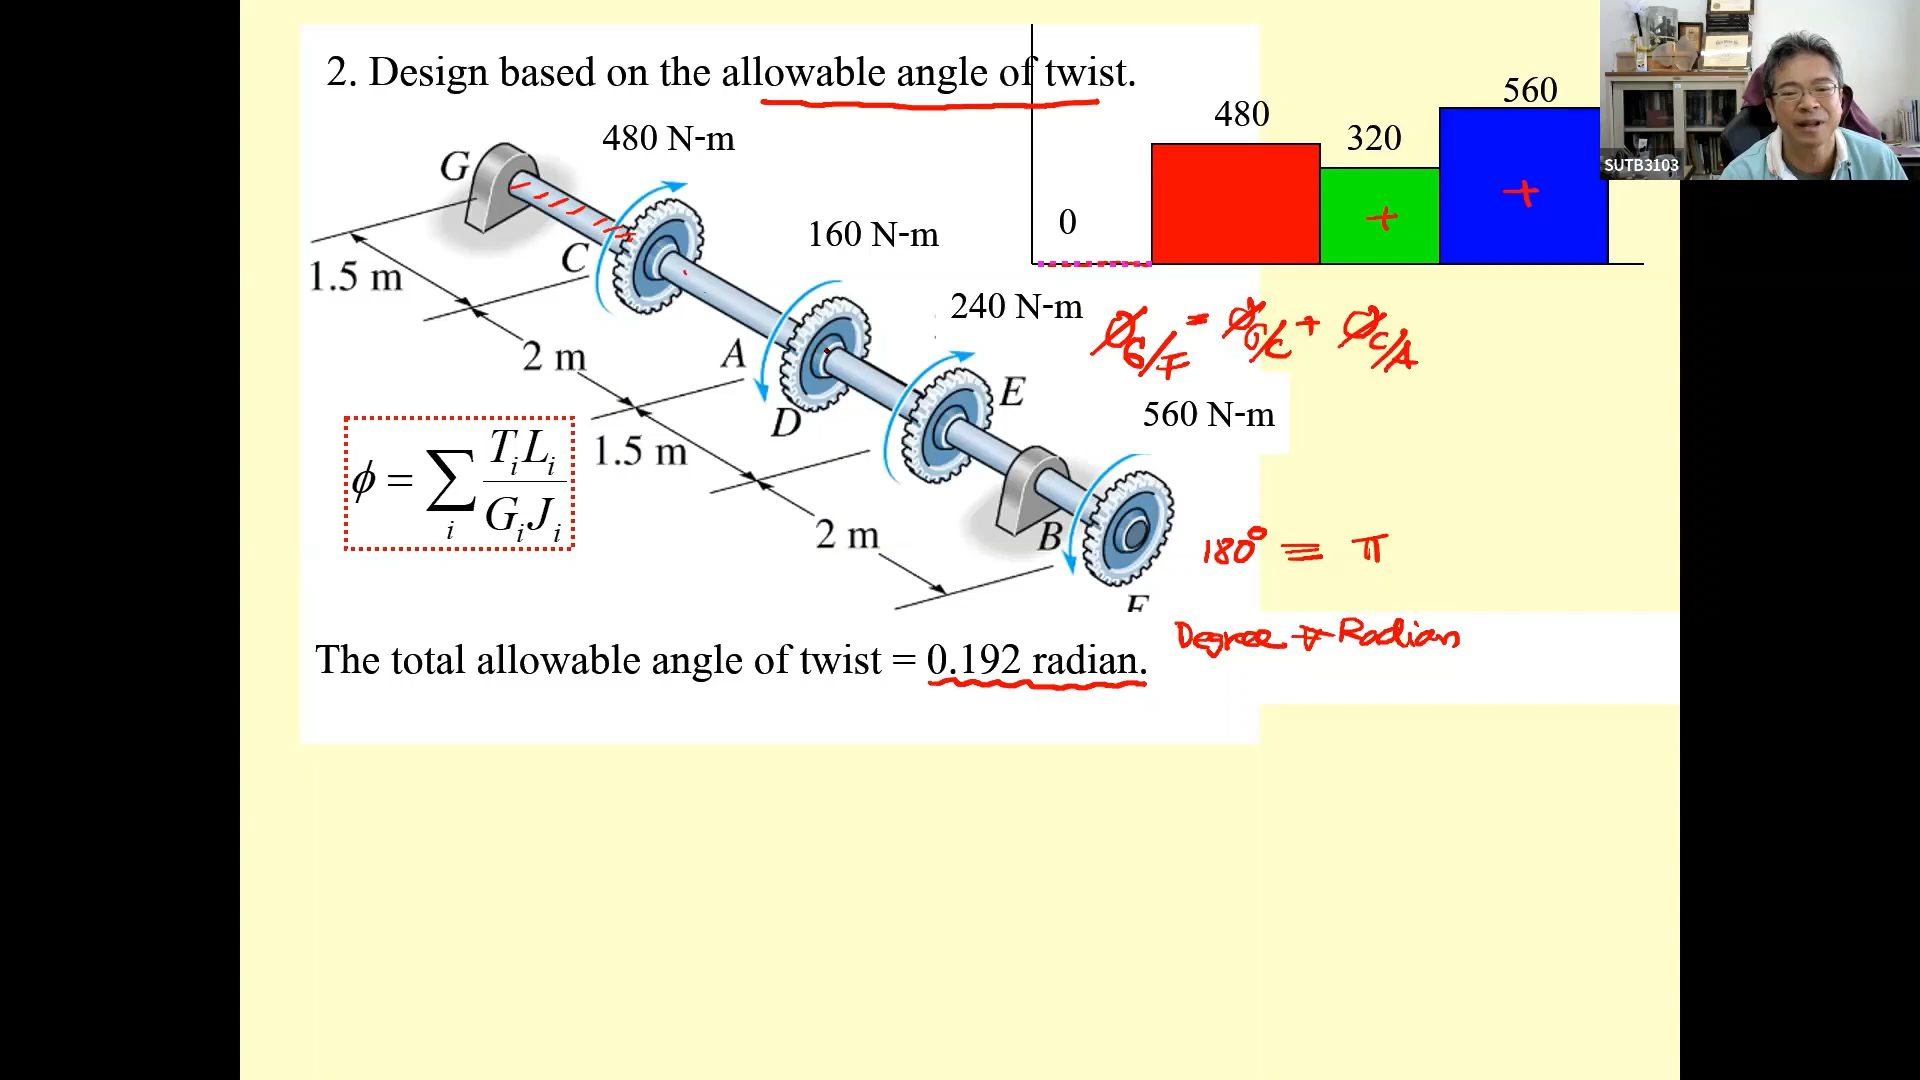 2. Design based on the allowable angle of twist.
560
480
320
SUTB3103
480 N-m
G
160 N-m
0
C
1.5 m
240 N-m
ϕG/F = ϕG/C + ϕC/A
A
2 m
E
560 N-m
D
ϕ = ∑i TiLi / GiJi
1.5 m
2 m
B
180° = π
F
Degree → Radian
The total allowable angle of twist = 0.192 radian.
+
+